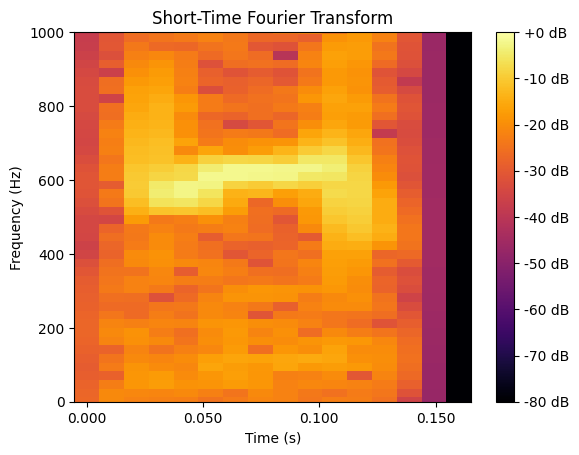 Short-Time Fourier Transform
1000
800
600
400
200
0
Frequency (Hz)
0.000
0.050
0.100
0.150
Time (s)
+0 dB
-10 dB
-20 dB
-30 dB
-40 dB
-50 dB
-60 dB
-70 dB
-80 dB